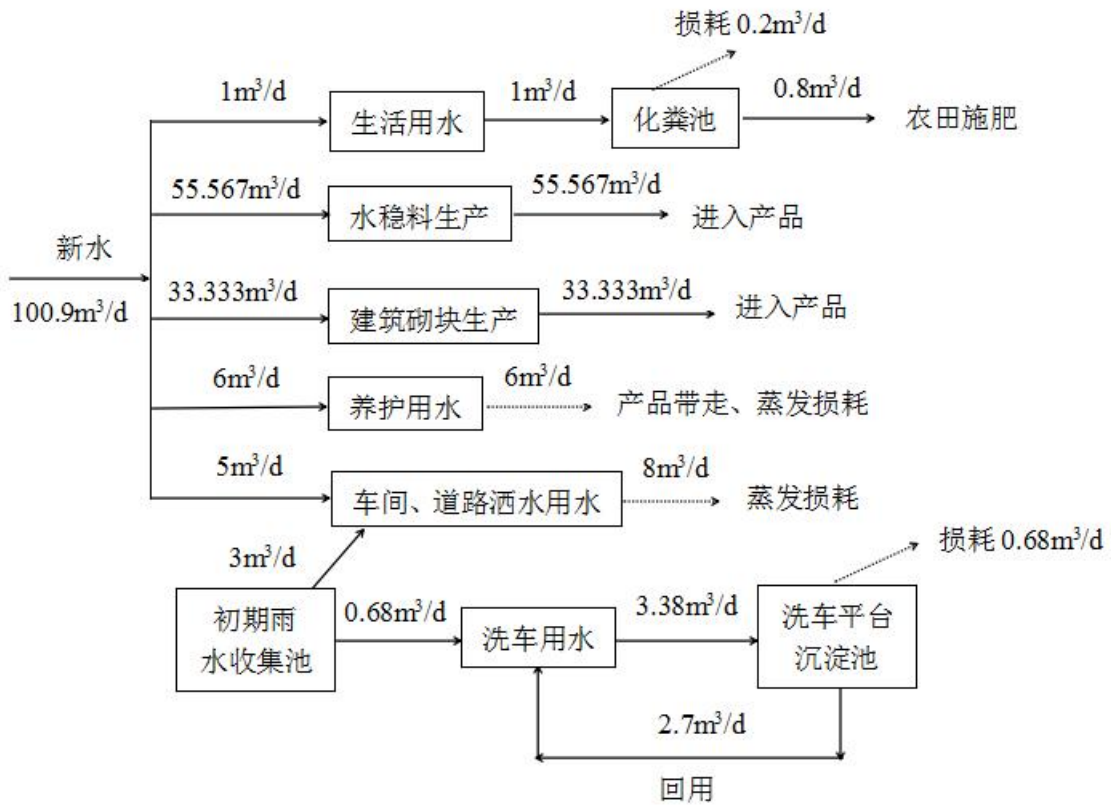 损耗 0.2m³/d
1m³/d
生活用水
1m³/d
化粪池
0.8m³/d
农田施肥
55.567m³/d
水稳料生产
55.567m³/d
进入产品
新水
100.9m³/d
33.333m³/d
建筑砌块生产
33.333m³/d
进入产品
6m³/d
养护用水
6m³/d
产品带走、蒸发损耗
5m³/d
车间、道路洒水用水
8m³/d
蒸发损耗
3m³/d
损耗 0.68m³/d
初期雨
水收集池
0.68m³/d
洗车用水
3.38m³/d
洗车平台
沉淀池
2.7m³/d
回用